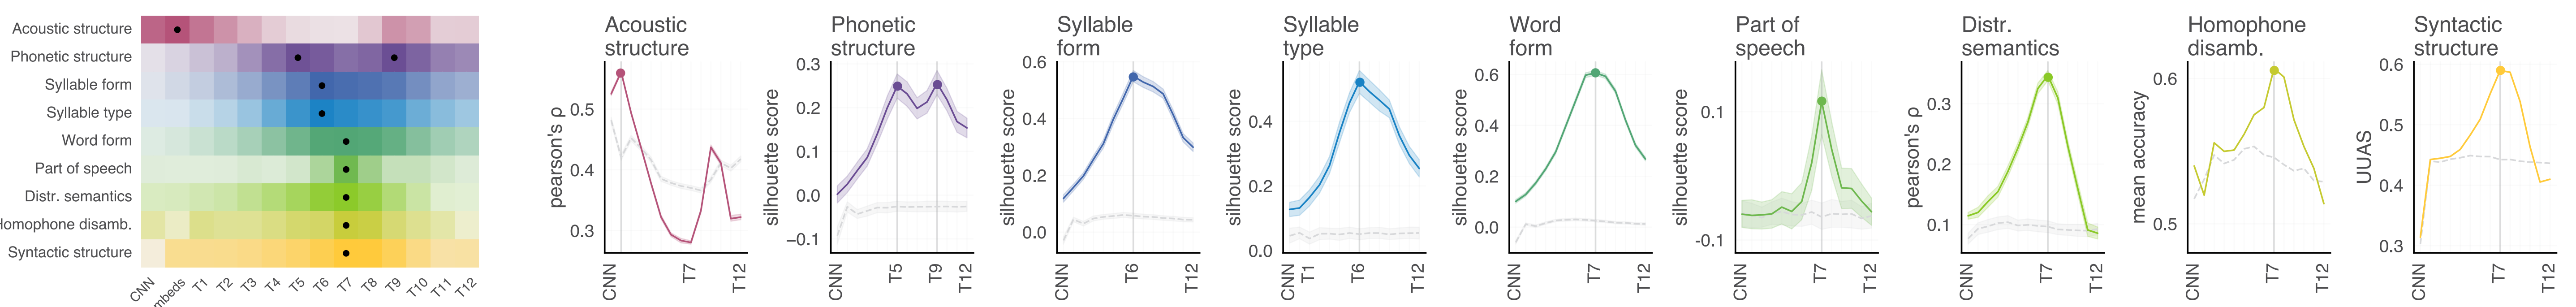 Acoustic structure
Phonetic structure
Syllable form
Syllable type
Word form
Part of speech
Distr. semantics
Homophone disamb.
Syntactic structure
CNN
T1
T2
T3
T4
T5
T6
T7
T8
T9
T10
T11
T12
Acoustic
structure
pearson's ρ
0.5
0.4
0.3
CNN
T7
T12
Phonetic
structure
silhouette score
0.3
0.2
0.1
0.0
−0.1
CNN
T5
T9
T12
Syllable
form
silhouette score
0.6
0.4
0.2
0.0
CNN
T6
T12
Syllable
type
silhouette score
0.4
0.2
0.0
CNN
T1
T6
T12
Word
form
silhouette score
0.6
0.4
0.2
0.0
CNN
T7
T12
Part of
speech
silhouette score
0.1
-0.1
CNN
T7
T12
Distr.
semantics
pearson's ρ
0.3
0.2
0.1
CNN
T7
T12
Homophone
disamb.
mean accuracy
0.6
0.5
CNN
T7
T12
Syntactic
structure
UUAS
0.6
0.5
0.4
0.3
CNN
T7
T12